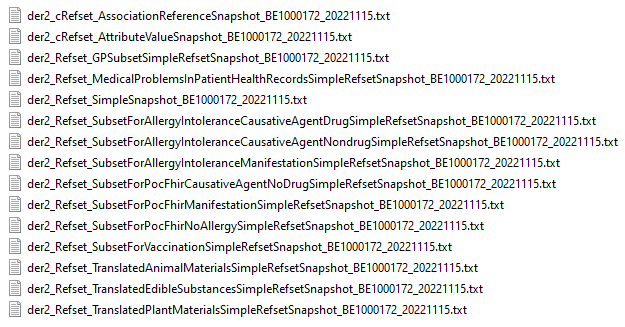 der2_cRefset_AssociationReferenceSnapshot_BE1000172_20221115.txt
der2_cRefset_AttributeValueSnapshot_BE1000172_20221115.txt
der2_Refset_GPSubsetSimpleRefsetSnapshot_BE1000172_20221115.txt
der2_Refset_MedicalProblemsInPatientHealthRecordsSimpleRefsetSnapshot_BE1000172_20221115.txt
der2_Refset_SimpleSnapshot_BE1000172_20221115.txt
der2_Refset_SubsetForAllergyIntoleranceCausativeAgentDrugSimpleRefsetSnapshot_BE1000172_20221115.txt
der2_Refset_SubsetForAllergyIntoleranceCausativeAgentNondrugSimpleRefsetSnapshot_BE1000172_20221115.txt
der2_Refset_SubsetForAllergyIntoleranceManifestationSimpleRefsetSnapshot_BE1000172_20221115.txt
der2_Refset_SubsetForPocFhirCausativeAgentNoDrugSimpleRefsetSnapshot_BE1000172_20221115.txt
der2_Refset_SubsetForPocFhirManifestationSimpleRefsetSnapshot_BE1000172_20221115.txt
der2_Refset_SubsetForPocFhirNoAllergySimpleRefsetSnapshot_BE1000172_20221115.txt
der2_Refset_SubsetForVaccinationSimpleRefsetSnapshot_BE1000172_20221115.txt
der2_Refset_TranslatedAnimalMaterialsSimpleRefsetSnapshot_BE1000172_20221115.txt
der2_Refset_TranslatedEdibleSubstancesSimpleRefsetSnapshot_BE1000172_20221115.txt
der2_Refset_TranslatedPlantMaterialsSimpleRefsetSnapshot_BE1000172_20221115.txt